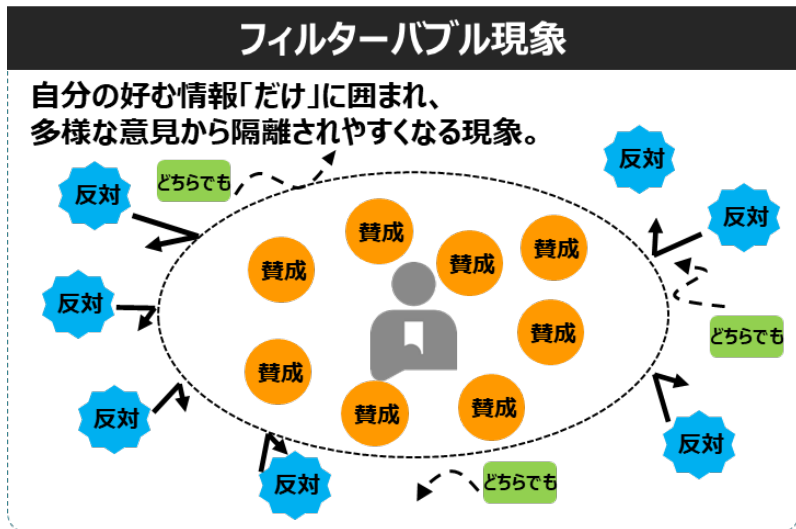 フィルターバブル現象
自分の好む情報「だけ」に囲まれ、
多様な意見から隔離されやすくなる現象。
反対
どちらでも
反対
反対
賛成
賛成
賛成
賛成
反対
賛成
どちらでも
賛成
賛成
賛成
反対
反対
反対
どちらでも